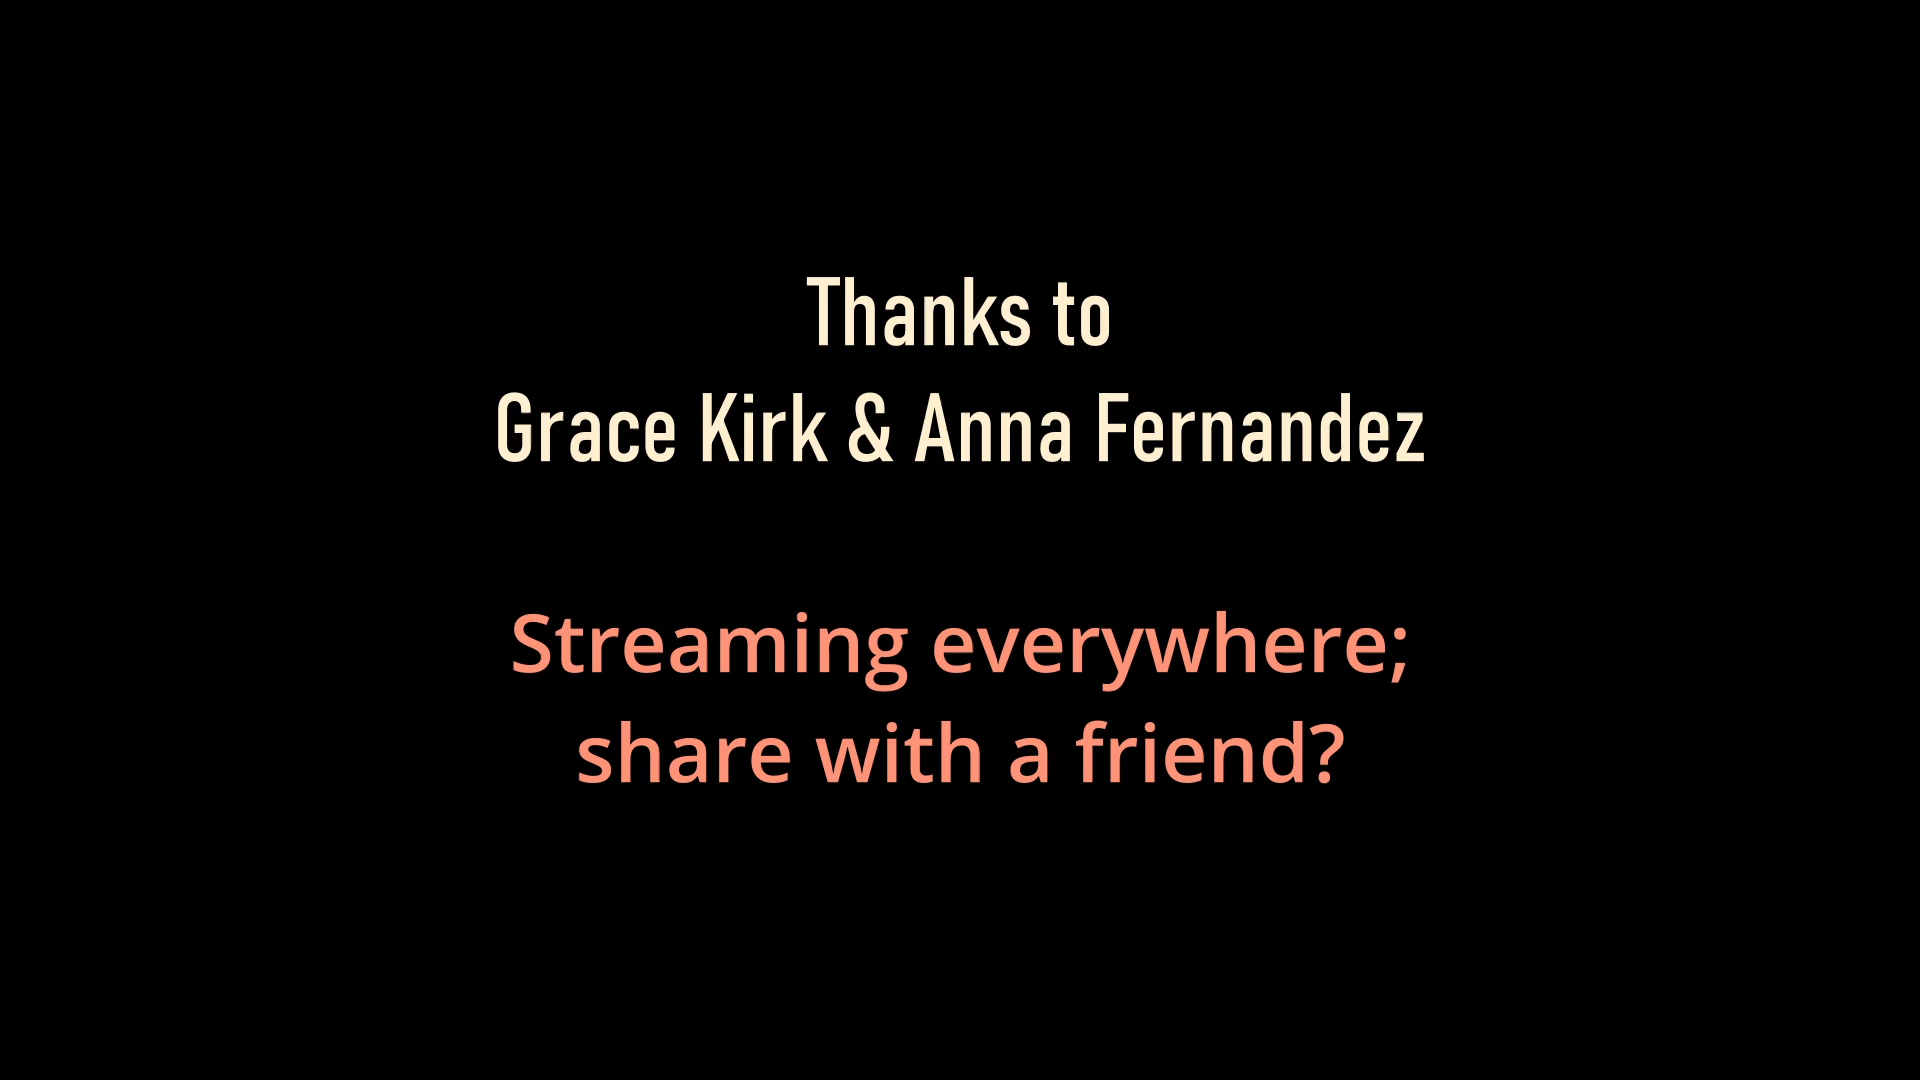 Thanks to
Grace Kirk & Anna Fernandez
Streaming everywhere;
share with a friend?